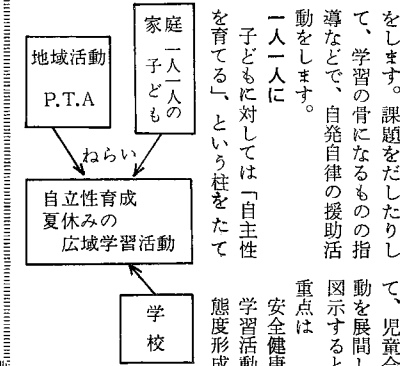 をします。課題をだしたりし
て、学習の骨になるものの指
導などで、自発自律の援助活
動をします。
一人一人に
子どもに対しては「自主性
を育てる」、という柱をたて
て、児童会
動を展開し
図示すると
重点は
安全健康
学習活動
態度形成
家庭
一人一人の
子ども
地域活動
P.T.A
ねらい
自立性育成
夏休みの
広域学習活動
学
校